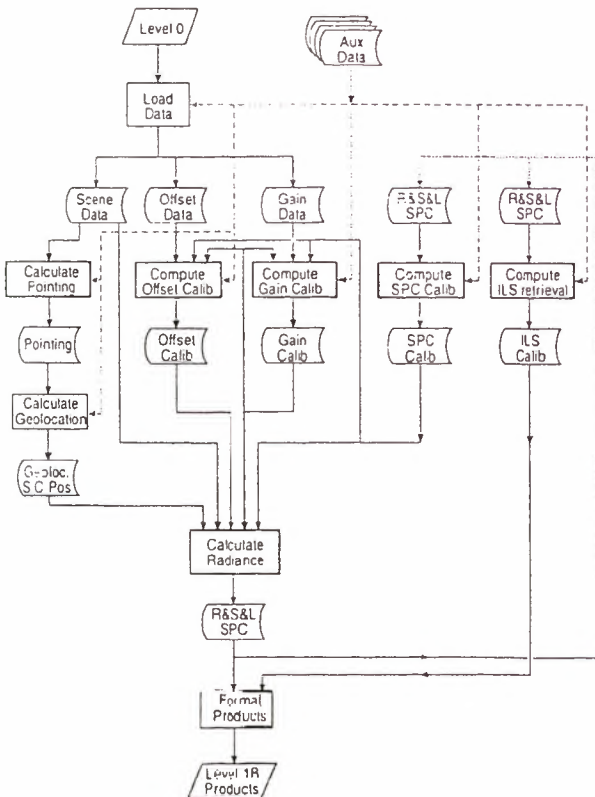 Level 0
Aux
Data
Load
Data
Scene
Data
Offset
Data
Gain
Data
R&S&L
SPC
R&S&L
SPC
Calculate
Pointing
Compute
Offset Calib
Compute
Gain Calib
Compute
SPC Calib
Compute
ILS retrieval
Pointing
Offset
Calib
Gain
Calib
SPC
Calib
ILS
Calib
Calculate
Geolocation
Geoloc.
S/C Pos
Calculate
Radiance
R&S&L
SPC
Format
Products
Level 1B
Products